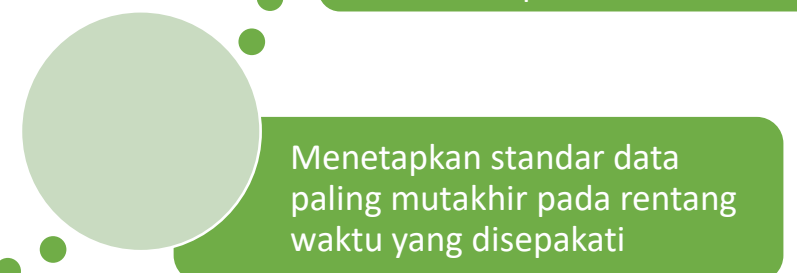 Menetapkan standar data
paling mutakhir pada rentang
waktu yang disepakati